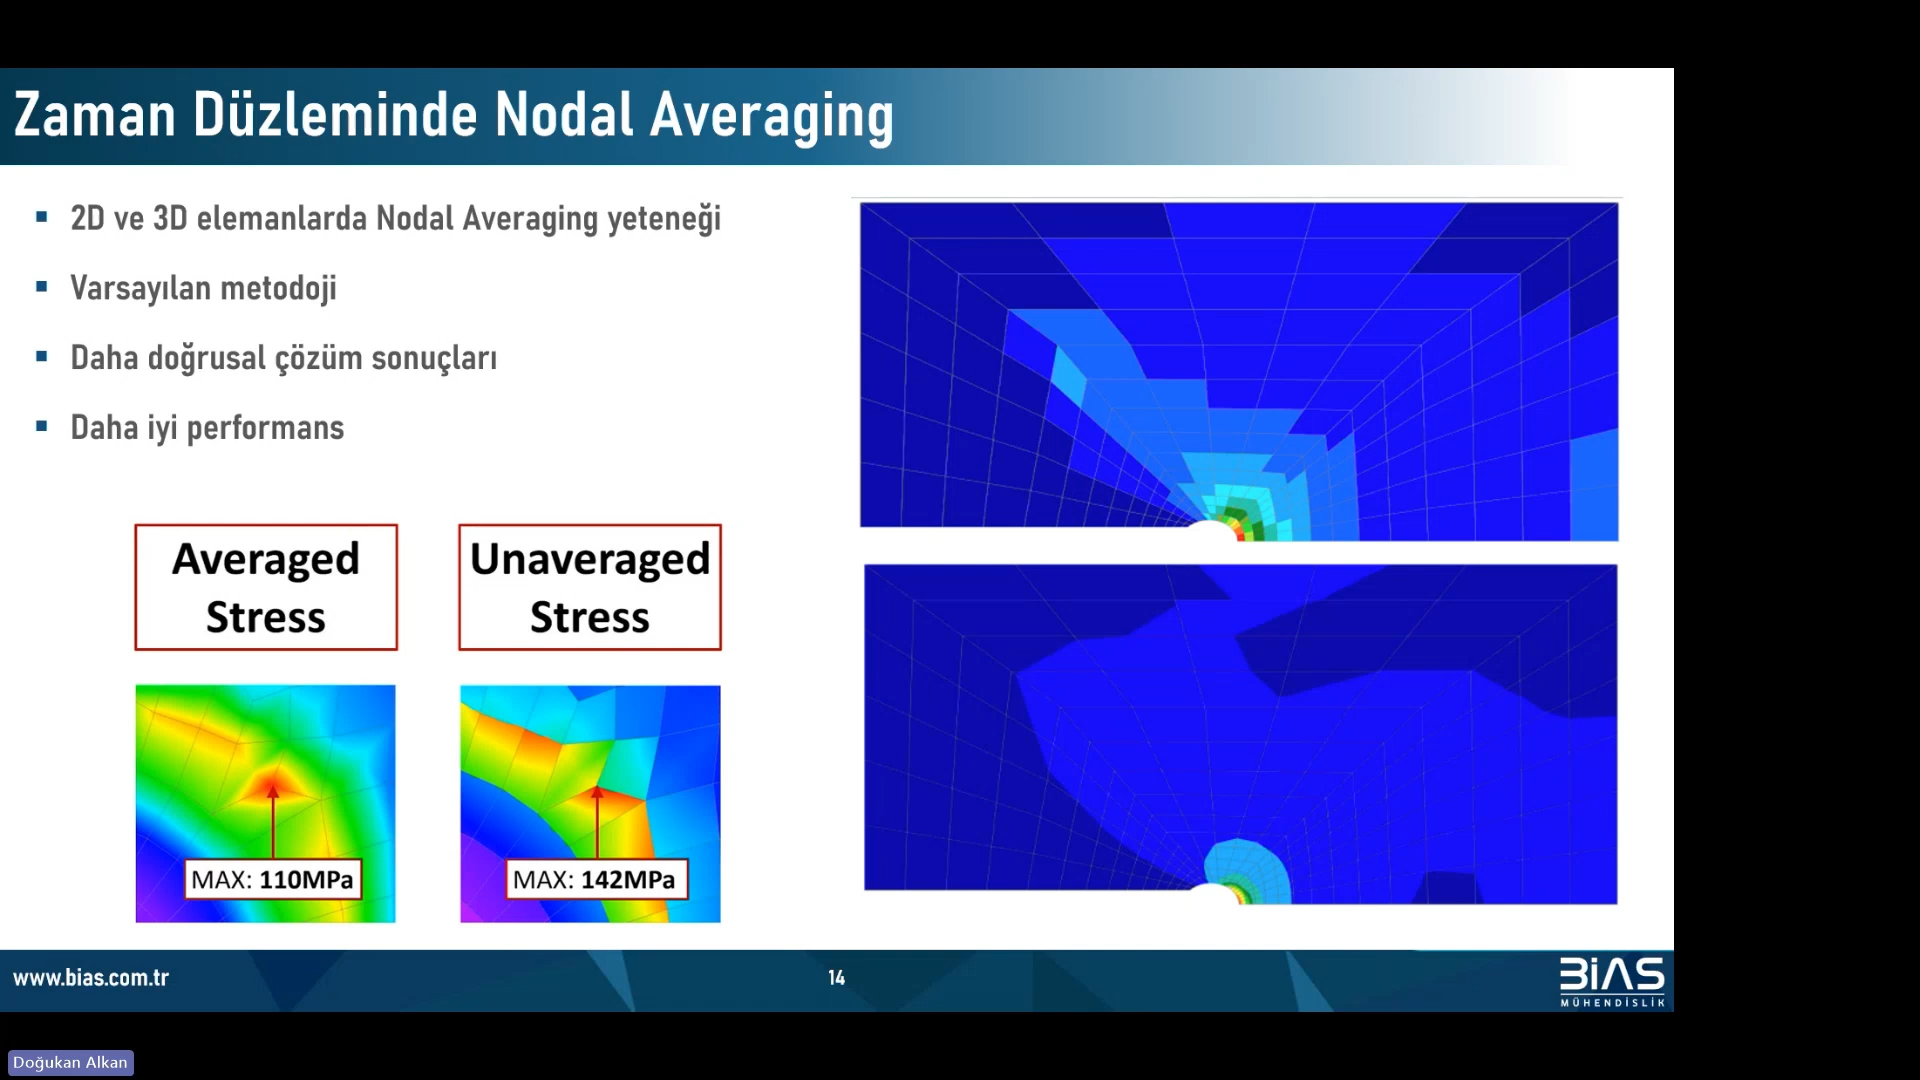 Zaman Düzleminde Nodal Averaging
2D ve 3D elemanlarda Nodal Averaging yeteneği
Varsayılan metodoji
Daha doğrusal çözüm sonuçları
Daha iyi performans
Averaged
Stress
Unaveraged
Stress
MAX: 110MPa
MAX: 142MPa
www.bias.com.tr
14
BiAS
MÜHENDİSLİK
Doğukan Alkan